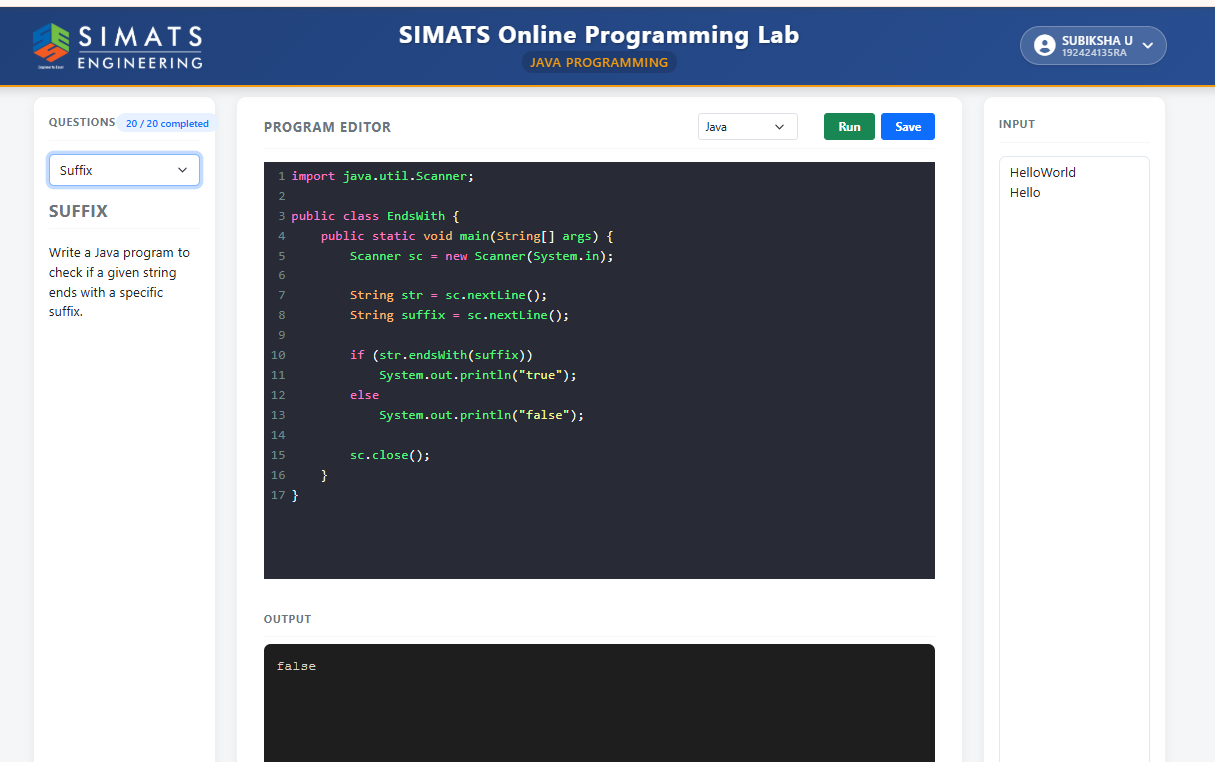 SIMATS
ENGINEERING
SIMATS Online Programming Lab
JAVA PROGRAMMING
SUBIKSHA U
192424135RA
QUESTIONS
20 / 20 completed
Suffix
SUFFIX
Write a Java program to
check if a given string
ends with a specific
suffix.
PROGRAM EDITOR
Java
Run
Save
1 import java.util.Scanner;
2
3 public class EndsWith {
4     public static void main(String[] args) {
5         Scanner sc = new Scanner(System.in);
6
7         String str = sc.nextLine();
8         String suffix = sc.nextLine();
9
10         if (str.endsWith(suffix))
11             System.out.println("true");
12         else
13             System.out.println("false");
14
15         sc.close();
16     }
17 }
OUTPUT
false
INPUT
HelloWorld
Hello